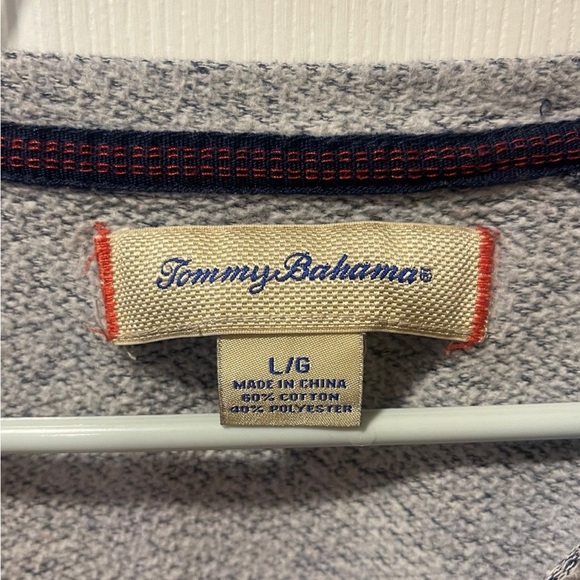 Tommy Bahama
L/G
MADE IN CHINA
60% COTTON
40% POLYESTER